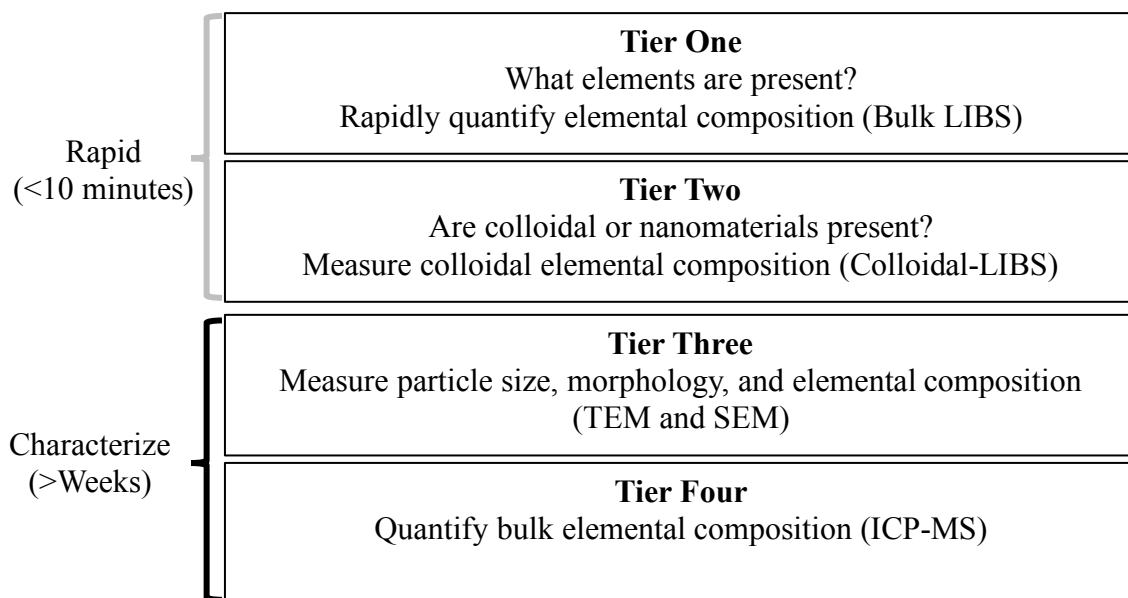 Tier One
What elements are present?
Rapidly quantify elemental composition (Bulk LIBS)
Rapid
(<10 minutes)
Tier Two
Are colloidal or nanomaterials present?
Measure colloidal elemental composition (Colloidal-LIBS)
Tier Three
Measure particle size, morphology, and elemental composition
(TEM and SEM)
Characterize
(>Weeks)
Tier Four
Quantify bulk elemental composition (ICP-MS)